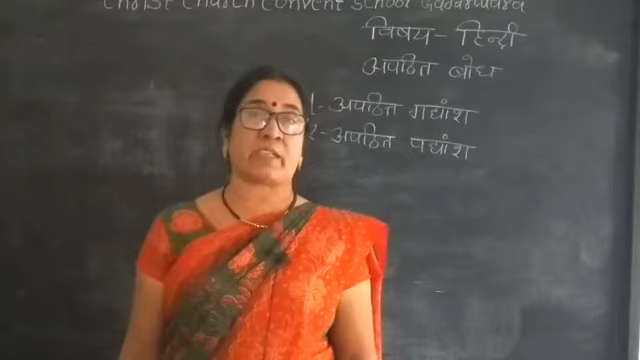 Christ Church Convent School
विषय- हिन्दी
अपठित बोध
1- अपठित गद्यांश
2- अपठित पद्यांश